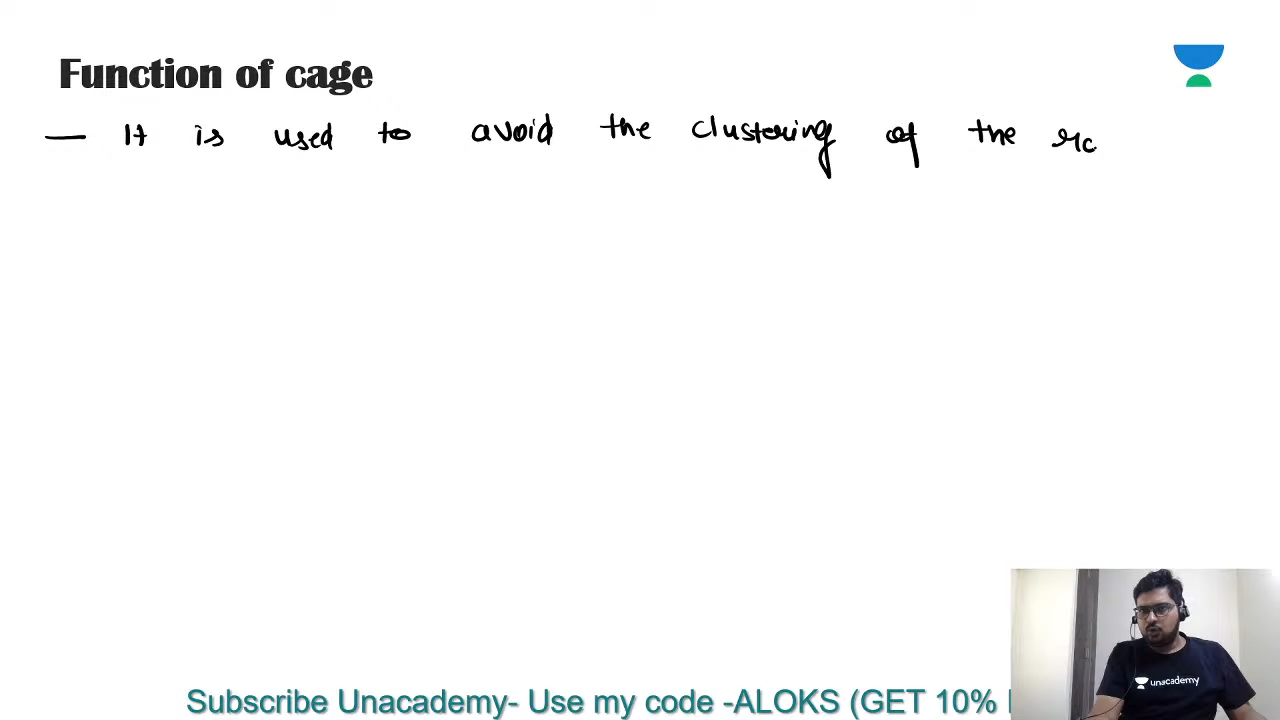 Function of cage
— It is used to avoid the clustering of the
unacademy
Subscribe Unacademy- Use my code -ALOKS (GET 10%